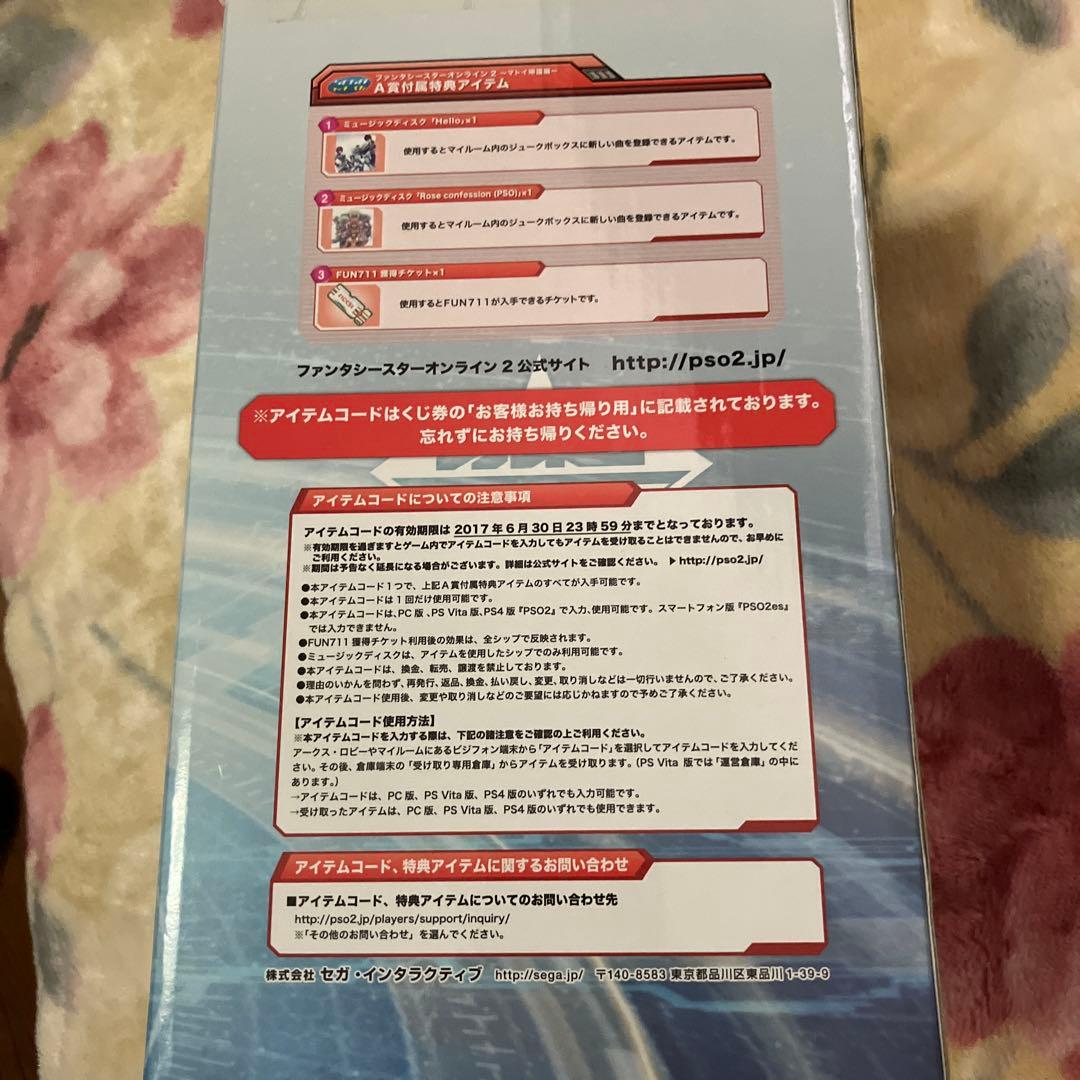 ファンタシースターオンライン2 ～マトイ降臨編～
A賞付属特典アイテム
1 ミュージックディスク「Hello」×1
使用するとマイルーム内のジュークボックスに新しい曲を登録できるアイテムです。
2 ミュージックディスク「Rose confession (PSO)」×1
使用するとマイルーム内のジュークボックスに新しい曲を登録できるアイテムです。
3 FUN711 獲得チケット×1
使用するとFUN711が入手できるチケットです。
ファンタシースターオンライン 2 公式サイト http://pso2.jp/
※アイテムコードはくじ券の「お客様お持ち帰り用」に記載されております。
忘れずにお持ち帰りください。
アイテムコードについての注意事項
アイテムコードの有効期限は 2017年6月30日23時59分までとなっております。
※有効期限を過ぎますとゲーム内でアイテムコードを入力してもアイテムを受け取ることはできませんので、お早めに
ご利用ください。
※期間は予告なく延長になる場合がございます。詳細は公式サイトをご確認ください。 ▶http://pso2.jp/
●本アイテムコード1つで、上記A賞付属特典アイテムのすべてが入手可能です。
●本アイテムコードは1回だけ使用可能です。
●本アイテムコードは、PC版、PS Vita版、PS4版『PSO2』で入力、使用可能です。スマートフォン版『PSO2es』
では入力できません。
●FUN711獲得チケット利用後の効果は、全シップで反映されます。
●ミュージックディスクは、アイテムを使用したシップでのみ利用可能です。
●本アイテムコードは、換金、転売、譲渡を禁止しております。
●理由のいかんを問わず、再発行、返品、換金、払い戻し、変更、取り消しなどは一切行いませんので、ご了承ください。
●本アイテムコード使用後、変更や取り消しなどのご要望には応じかねますので予めご了承ください。
【アイテムコード使用方法】
※本アイテムコードを入力する際は、下記の諸注意をご確認の上ご利用ください。
アークス・ロビーやマイルームにあるビジフォン端末から「アイテムコード」を選択してアイテムコードを入力してくだ
さい。その後、倉庫端末の「受け取り専用倉庫」からアイテムを受け取ります。(PS Vita 版では「運営倉庫」の中に
あります。)
→アイテムコードは、PC版、PS Vita版、PS4版のいずれでも入力可能です。
→受け取ったアイテムは、PC版、PS Vita版、PS4版のいずれでも使用できます。
アイテムコード、特典アイテムに関するお問い合わせ
■アイテムコード、特典アイテムについてのお問い合わせ先
http://pso2.jp/players/support/inquiry/
※「その他のお問い合わせ」を選んでください。
株式会社 セガ・インタラクティブ http://sega.jp/ 〒140-8583 東京都品川区東品川1-39-9